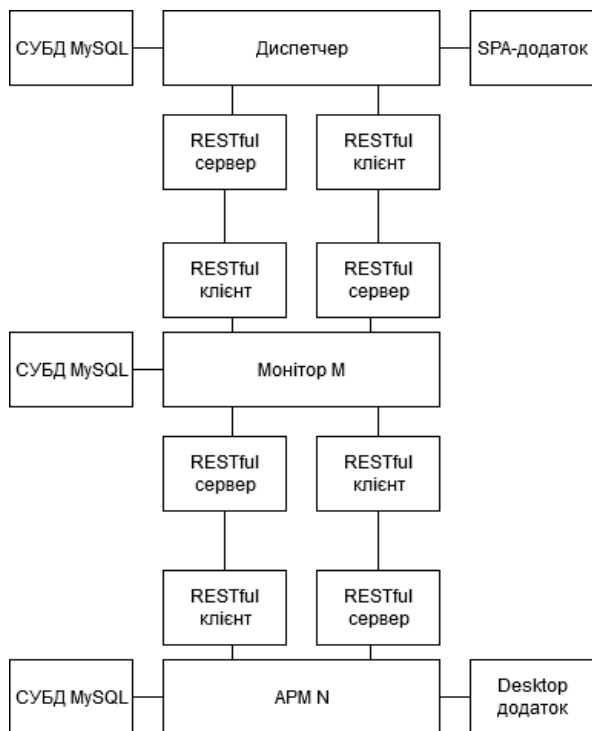 СУБД MySQL
Диспетчер
SPA-додаток
RESTful
сервер
RESTful
клієнт
RESTful
клієнт
RESTful
сервер
СУБД MySQL
Монітор М
RESTful
сервер
RESTful
клієнт
RESTful
клієнт
RESTful
сервер
СУБД MySQL
АРМ N
Desktop
додаток